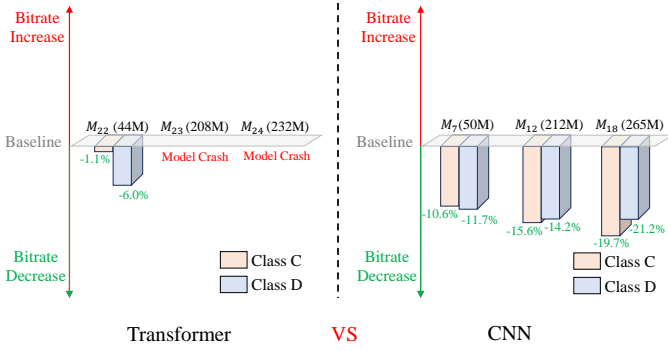 Bitrate
Increase
Baseline
Bitrate
Decrease
M₂₂ (44M) M₂₃ (208M) M₂₄ (232M)
-1.1%
-6.0%
Model Crash Model Crash
Class C
Class D
Transformer
VS
Bitrate
Increase
Baseline
Bitrate
Decrease
M₇(50M) M₁₂ (212M) M₁₈ (265M)
-10.6% -11.7%
-15.6% -14.2%
-19.7% -21.2%
Class C
Class D
CNN